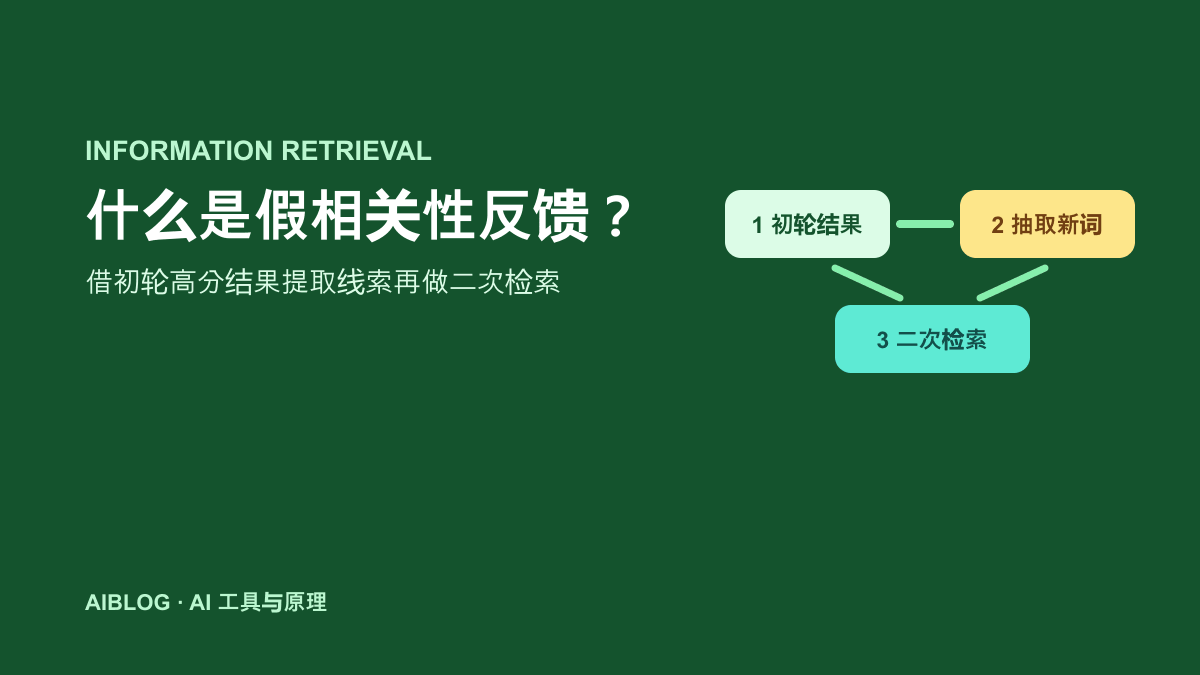 INFORMATION RETRIEVAL
什么是假相关性反馈？
借初轮高分结果提取线索再做二次检索
1 初轮结果
2 抽取新词
3 二次检索
AIBLOG · AI 工具与原理